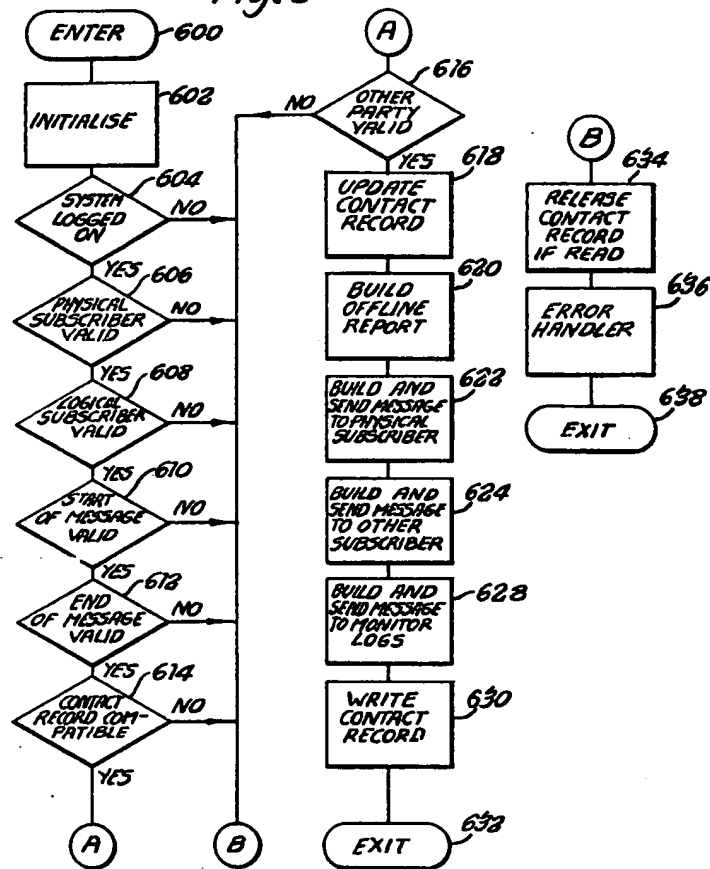 ENTER
600
INITIALISE
602
SYSTEM
LOGGED
ON
604
NO
YES
PHYSICAL
SUBSCRIBER
VALID
606
NO
YES
LOGICAL
SUBSCRIBER
VALID
608
NO
YES
START
OF MESSAGE
VALID
610
NO
YES
END
OF MESSAGE
VALID
612
NO
YES
CONTACT
RECORD COM-
PATIBLE
614
NO
YES
A
B
A
OTHER
PARTY
VALID
616
NO
YES
UPDATE
CONTACT
RECORD
618
BUILD
OFFLINE
REPORT
620
BUILD AND
SEND MESSAGE
TO PHYSICAL
SUBSCRIBER
622
BUILD AND
SEND MESSAGE
TO OTHER
SUBSCRIBER
624
BUILD AND
SEND MESSAGE
TO MONITOR
LOGS
628
WRITE
CONTACT
RECORD
630
EXIT
632
B
RELEASE
CONTACT
RECORD
IF READ
634
ERROR
HANDLER
636
EXIT
638